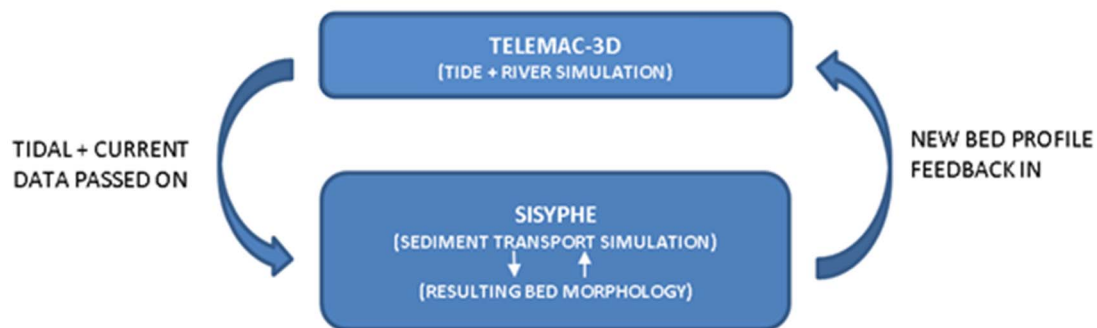 TELEMAC-3D
(TIDE + RIVER SIMULATION)
TIDAL + CURRENT
DATA PASSED ON
NEW BED PROFILE
FEEDBACK IN
SISYPHE
(SEDIMENT TRANSPORT SIMULATION)
(RESULTING BED MORPHOLOGY)